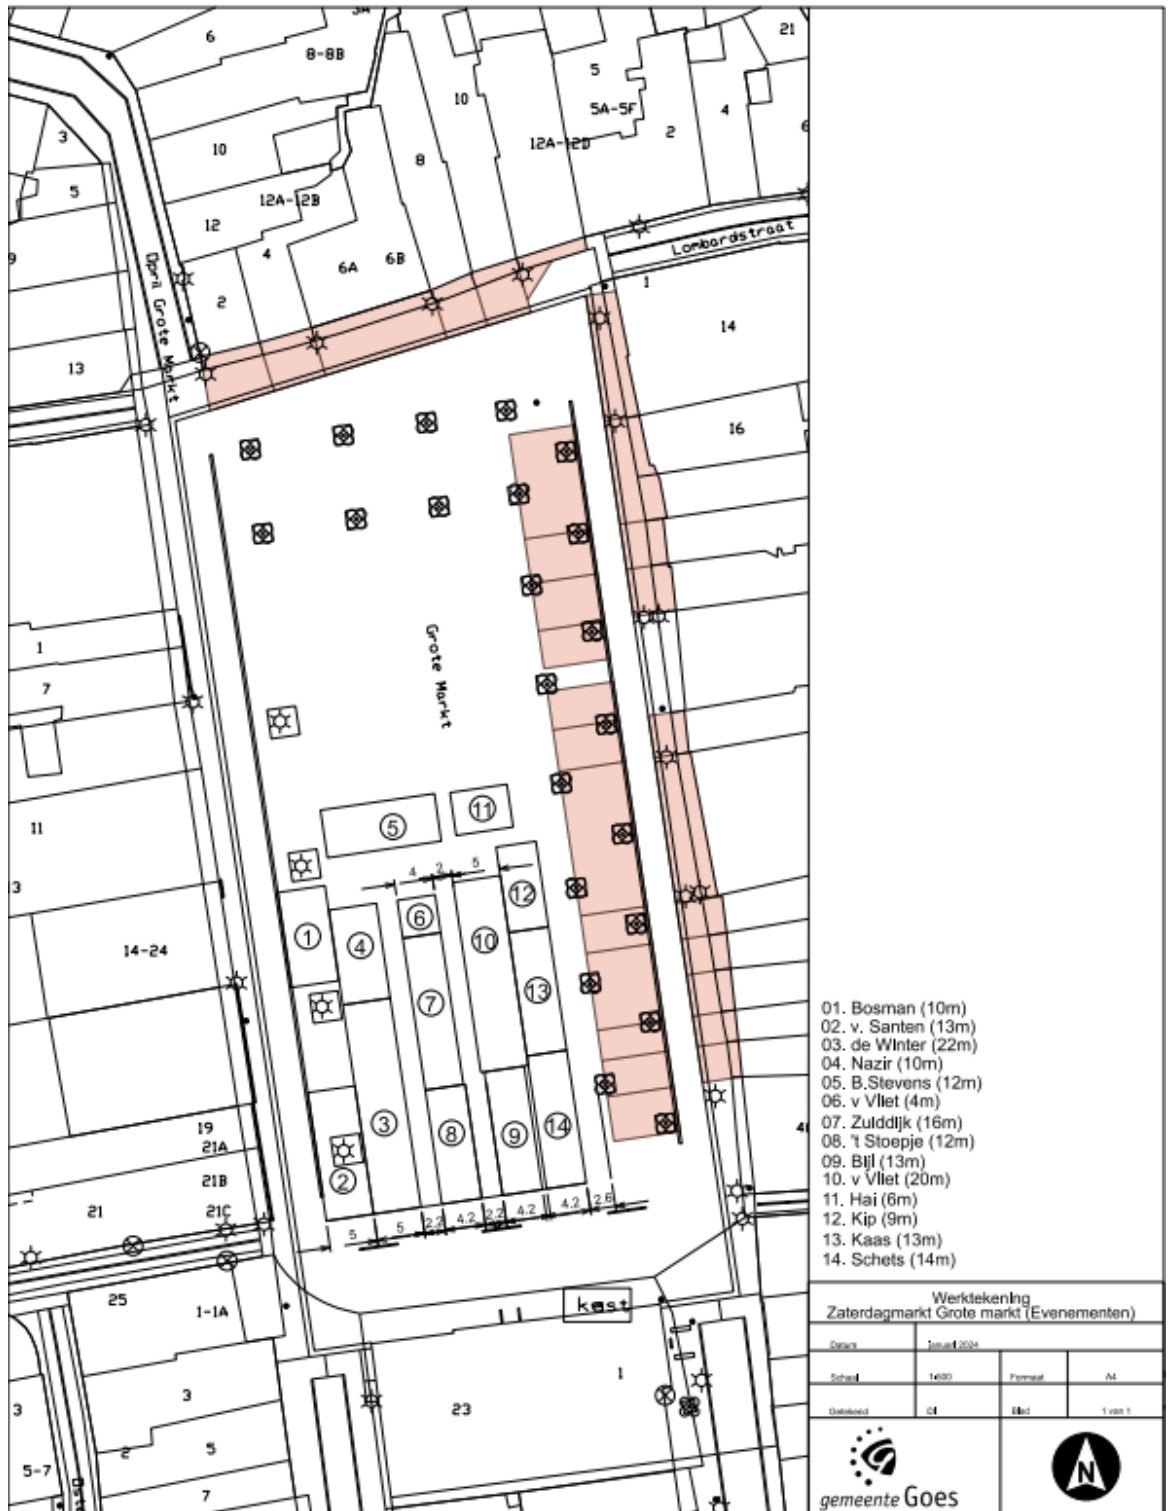 3A
6
8-8B
21
5
10
5A-5F
4
3
2
6
12A-12D
10
8
5
12A-12B
12
Lombardstraat
9
4
6A
6B
Opril Grote Markt
2
1
14
13
16
Grote Markt
1
7
11
5
11
3
4
2
5
12
6
1
4
10
14-24
7
13
01. Bosman (10m)
02. v. Santen (13m)
03. de Winter (22m)
04. Nazir (10m)
05. B.Stevens (12m)
06. v Vliet (4m)
07. Zuiddijk (16m)
08. 't Stoepje (12m)
09. Bijl (13m)
10. v Vliet (20m)
11. Hai (6m)
12. Kip (9m)
13. Kaas (13m)
14. Schets (14m)
3
8
9
14
19
21A
2
21B
21
21C
5
5
2.2
4.2
2.2
4.2
4.2
2.6
25
1-1A
kast
Werktekening
Zaterdagmarkt Grote markt (Evenementen)
Datum
januari 2024
Schaal
1:600
Formaat
A4
Getekend
Blad
1 van 1
1
3
3
23
2
5
5-7
7
N
gemeente Goes